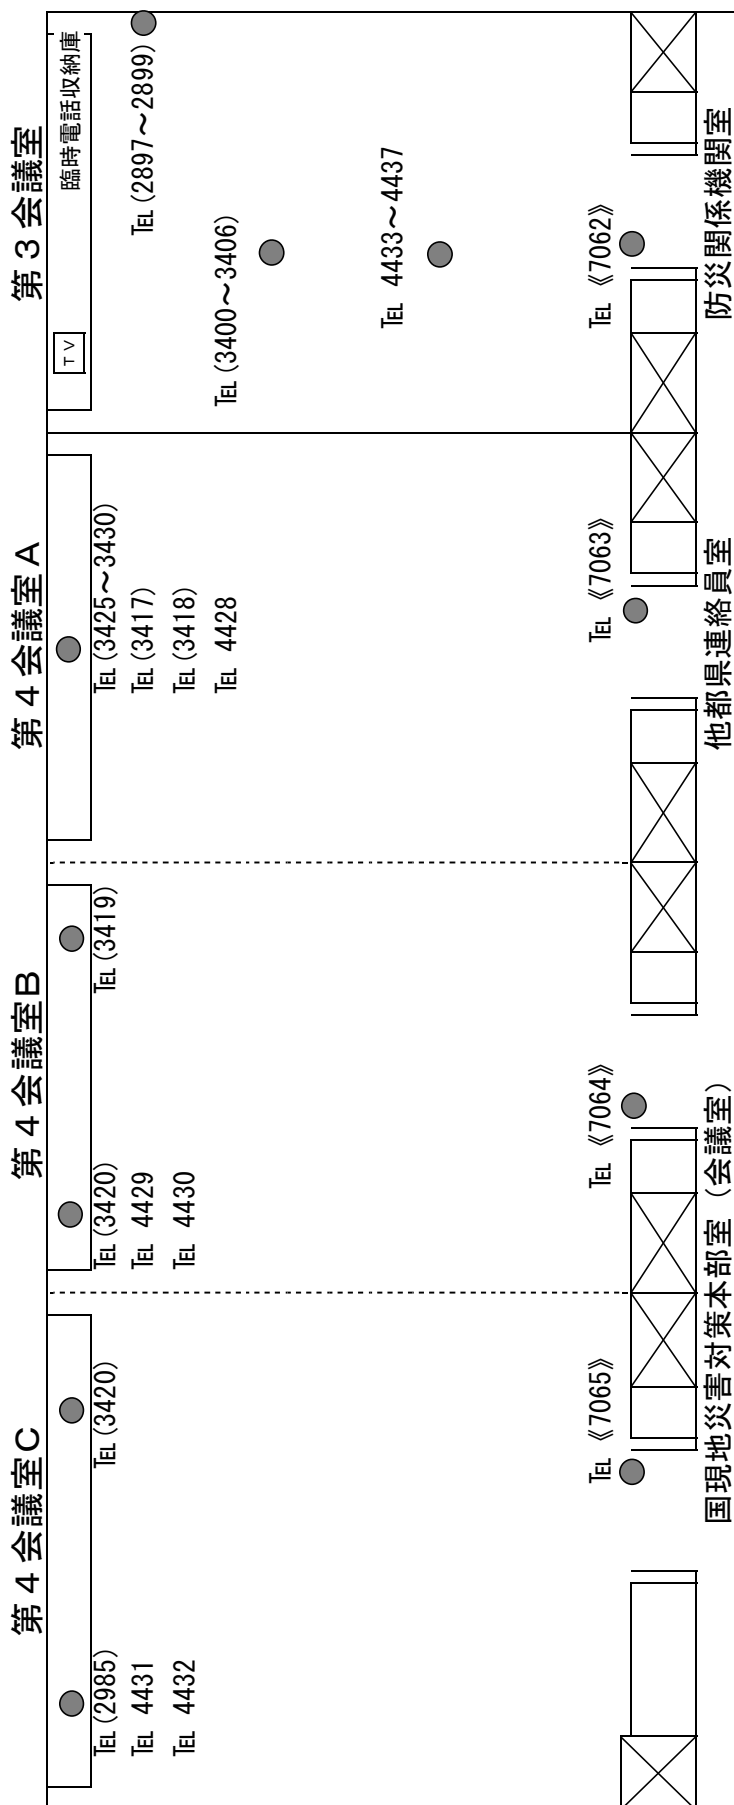 第４会議室Ｃ
第４会議室Ｂ
第４会議室Ａ
第３会議室
臨時電話収納庫
ＴＶ
℡ (2985)
℡ 4431
℡ 4432
℡ (3420)
℡ (3420)
℡ 4429
℡ 4430
℡ (3419)
℡ (3425～3430)
℡ (3417)
℡ (3418)
℡ 4428
℡ (2897～2899)
℡ (3400～3406)
℡ 4433～4437
℡ 《7065》
℡ 《7064》
℡ 《7063》
℡ 《7062》
国現地災害対策本部室（会議室）
他都県連絡員室
防災関係機関室